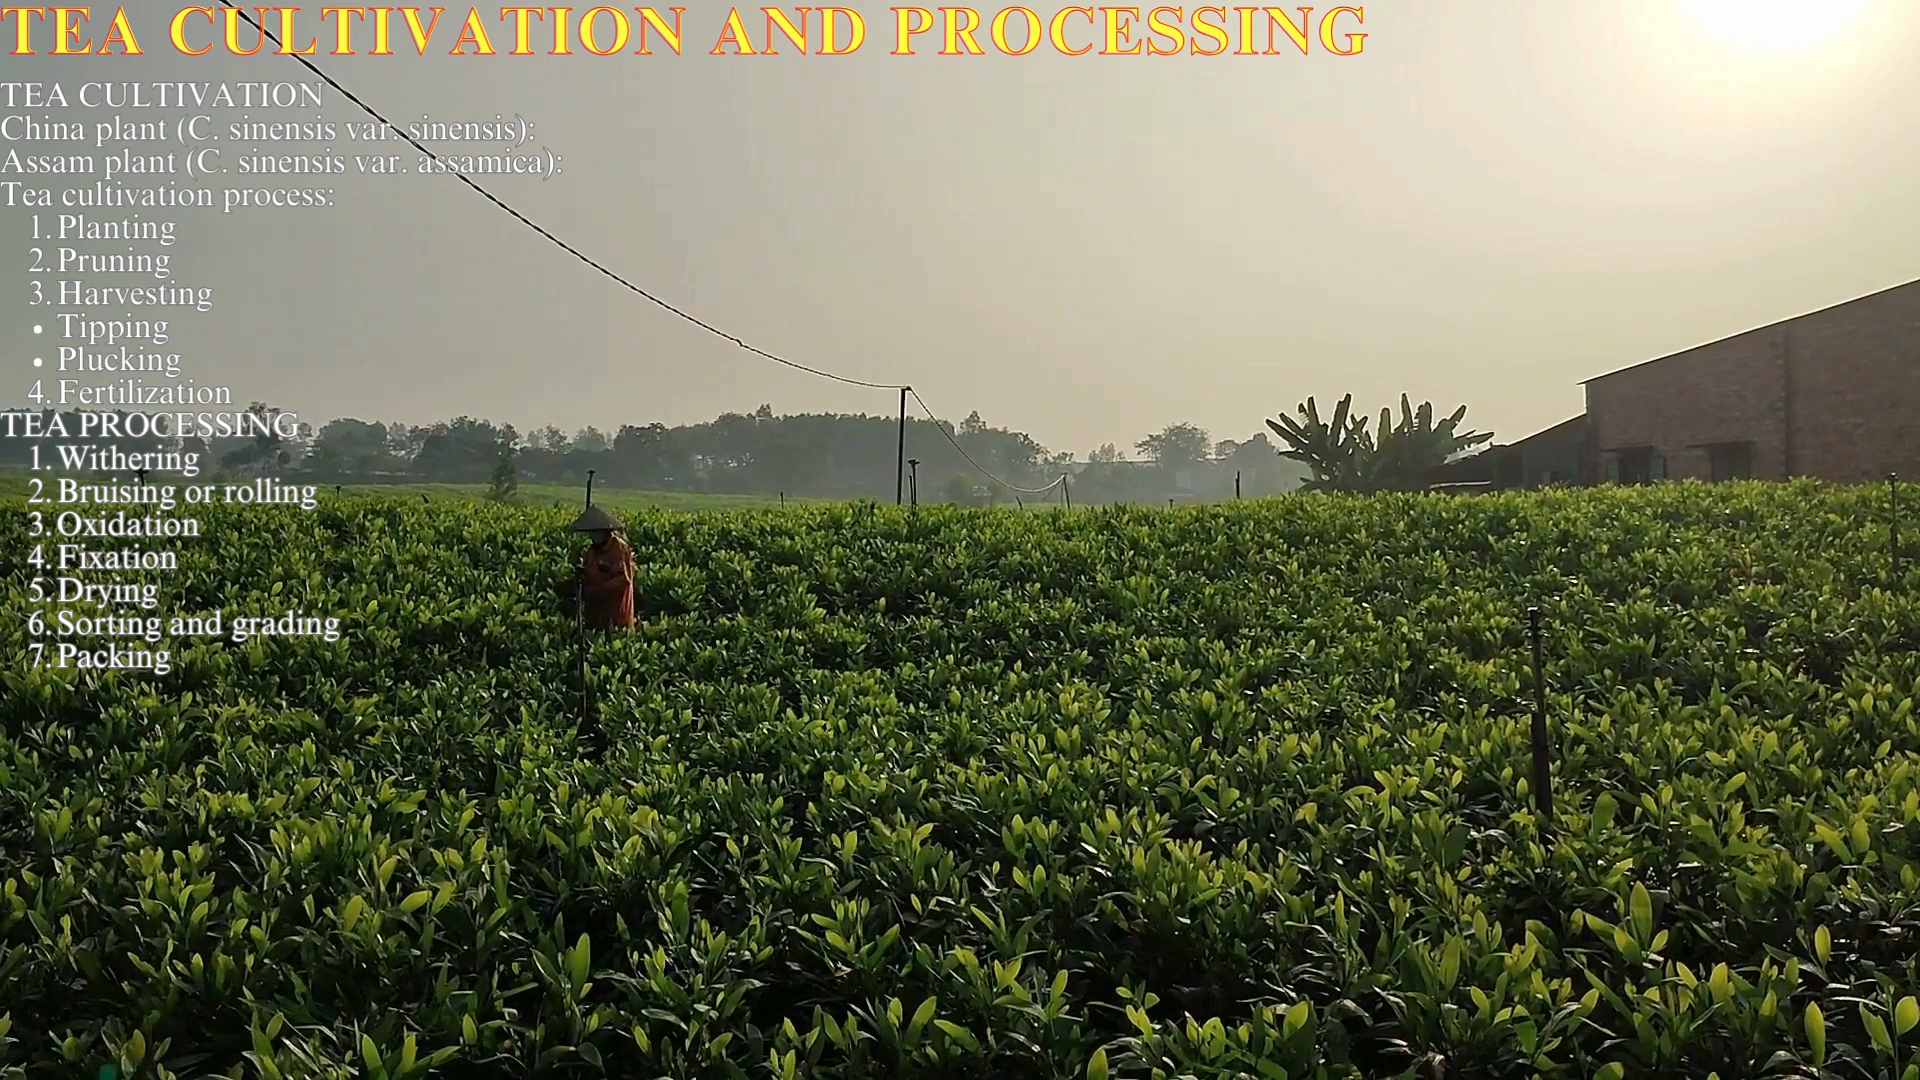 TEA CULTIVATION AND PROCESSING
TEA CULTIVATION
China plant (C. sinensis var. sinensis):
Assam plant (C. sinensis var. assamica):
Tea cultivation process:
1. Planting
2. Pruning
3. Harvesting
• Tipping
• Plucking
4. Fertilization
TEA PROCESSING
1. Withering
2. Bruising or rolling
3. Oxidation
4. Fixation
5. Drying
6. Sorting and grading
7. Packing